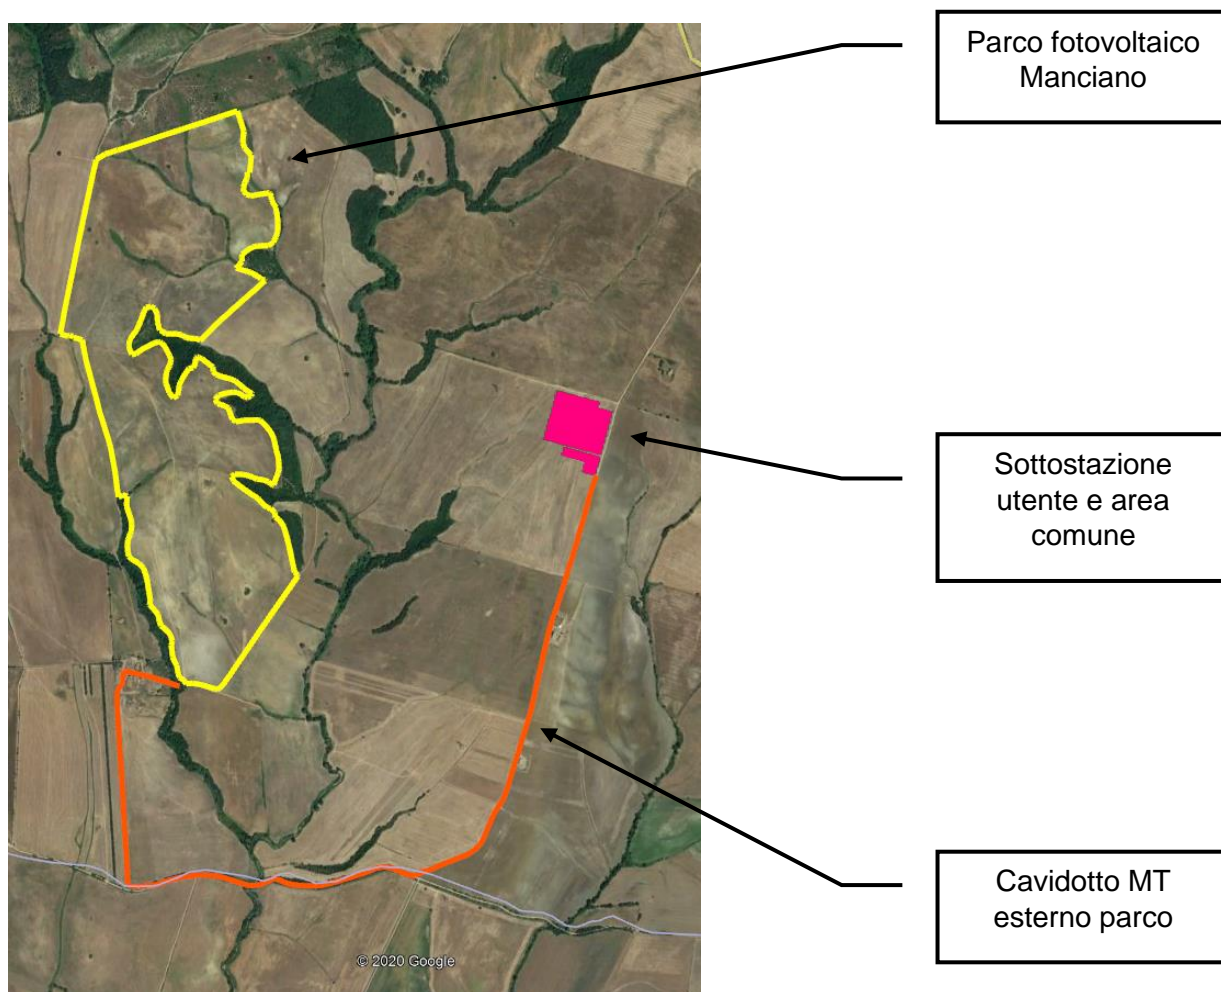 Parco fotovoltaico
Manciano
Sottostazione
utente e area
comune
Cavidotto MT
esterno parco
© 2020 Google